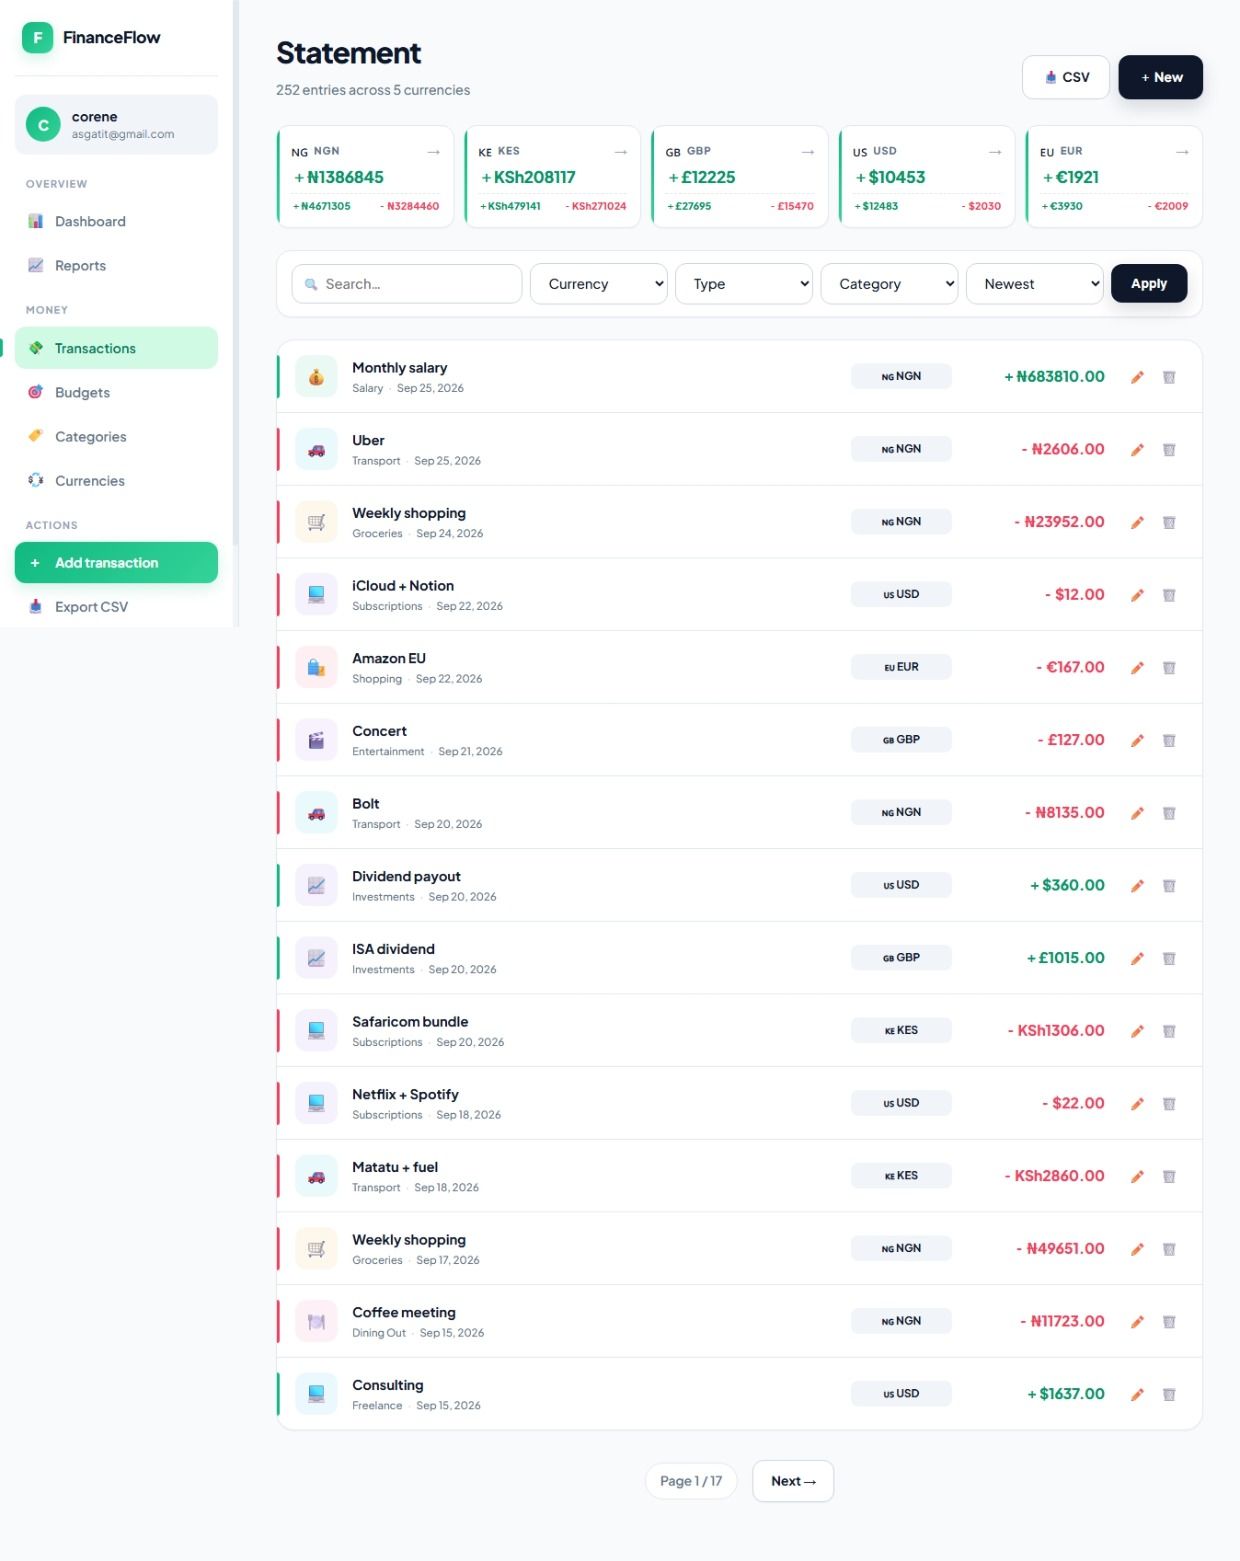 F FinanceFlow
C corene
asgatit@gmail.com
OVERVIEW
Dashboard
Reports
MONEY
Transactions
Budgets
Categories
Currencies
ACTIONS
+ Add transaction
Export CSV
Statement
252 entries across 5 currencies
CSV
+ New
NG NGN →
+ ₦1386845
+ ₦4671305 - ₦3284460
KE KES →
+ KSh208117
+ KSh479141 - KSh271024
GB GBP →
+ £12225
+ £27695 - £15470
US USD →
+ $10453
+ $12483 - $2030
EU EUR →
+ €1921
+ €3930 - €2009
Search...
Currency
Type
Category
Newest
Apply
Monthly salary
Salary · Sep 25, 2026
NG NGN
+ ₦683810.00
Uber
Transport · Sep 25, 2026
NG NGN
- ₦2606.00
Weekly shopping
Groceries · Sep 24, 2026
NG NGN
- ₦23952.00
iCloud + Notion
Subscriptions · Sep 22, 2026
US USD
- $12.00
Amazon EU
Shopping · Sep 22, 2026
EU EUR
- €167.00
Concert
Entertainment · Sep 21, 2026
GB GBP
- £127.00
Bolt
Transport · Sep 20, 2026
NG NGN
- ₦8135.00
Dividend payout
Investments · Sep 20, 2026
US USD
+ $360.00
ISA dividend
Investments · Sep 20, 2026
GB GBP
+ £1015.00
Safaricom bundle
Subscriptions · Sep 20, 2026
KE KES
- KSh1306.00
Netflix + Spotify
Subscriptions · Sep 18, 2026
US USD
- $22.00
Matatu + fuel
Transport · Sep 18, 2026
KE KES
- KSh2860.00
Weekly shopping
Groceries · Sep 17, 2026
NG NGN
- ₦49651.00
Coffee meeting
Dining Out · Sep 15, 2026
NG NGN
- ₦11723.00
Consulting
Freelance · Sep 15, 2026
US USD
+ $1637.00
Page 1 / 17
Next →